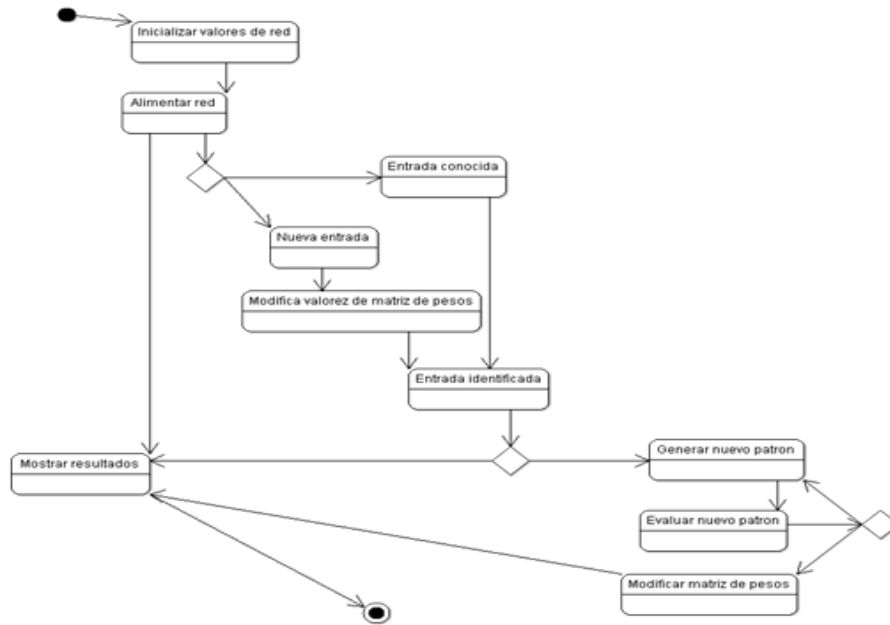 Inicializar valores de red
Alimentar red
Entrada conocida
Nueva entrada
Modifica valorez de matriz de pesos
Entrada identificada
Mostrar resultados
Generar nuevo patron
Evaluar nuevo patron
Modificar matriz de pesos